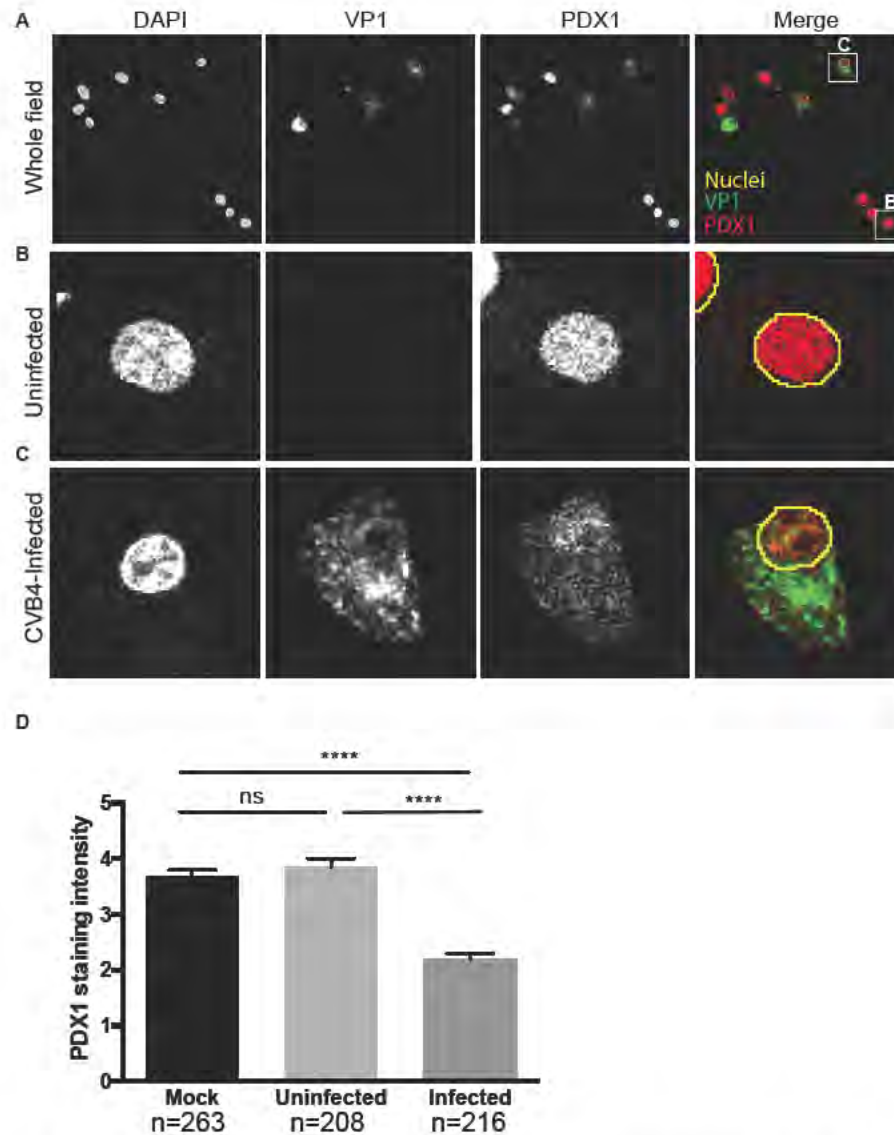 A
DAPI VP1 PDX1 Merge
Whole field
C
B
Nuclei
VP1
PDX1
B
Uninfected
C
CVB4-Infected
D
****
ns ****
5
4
3
2
1
0
PDX1 staining intensity
Mock Uninfected Infected
n=263 n=208 n=216